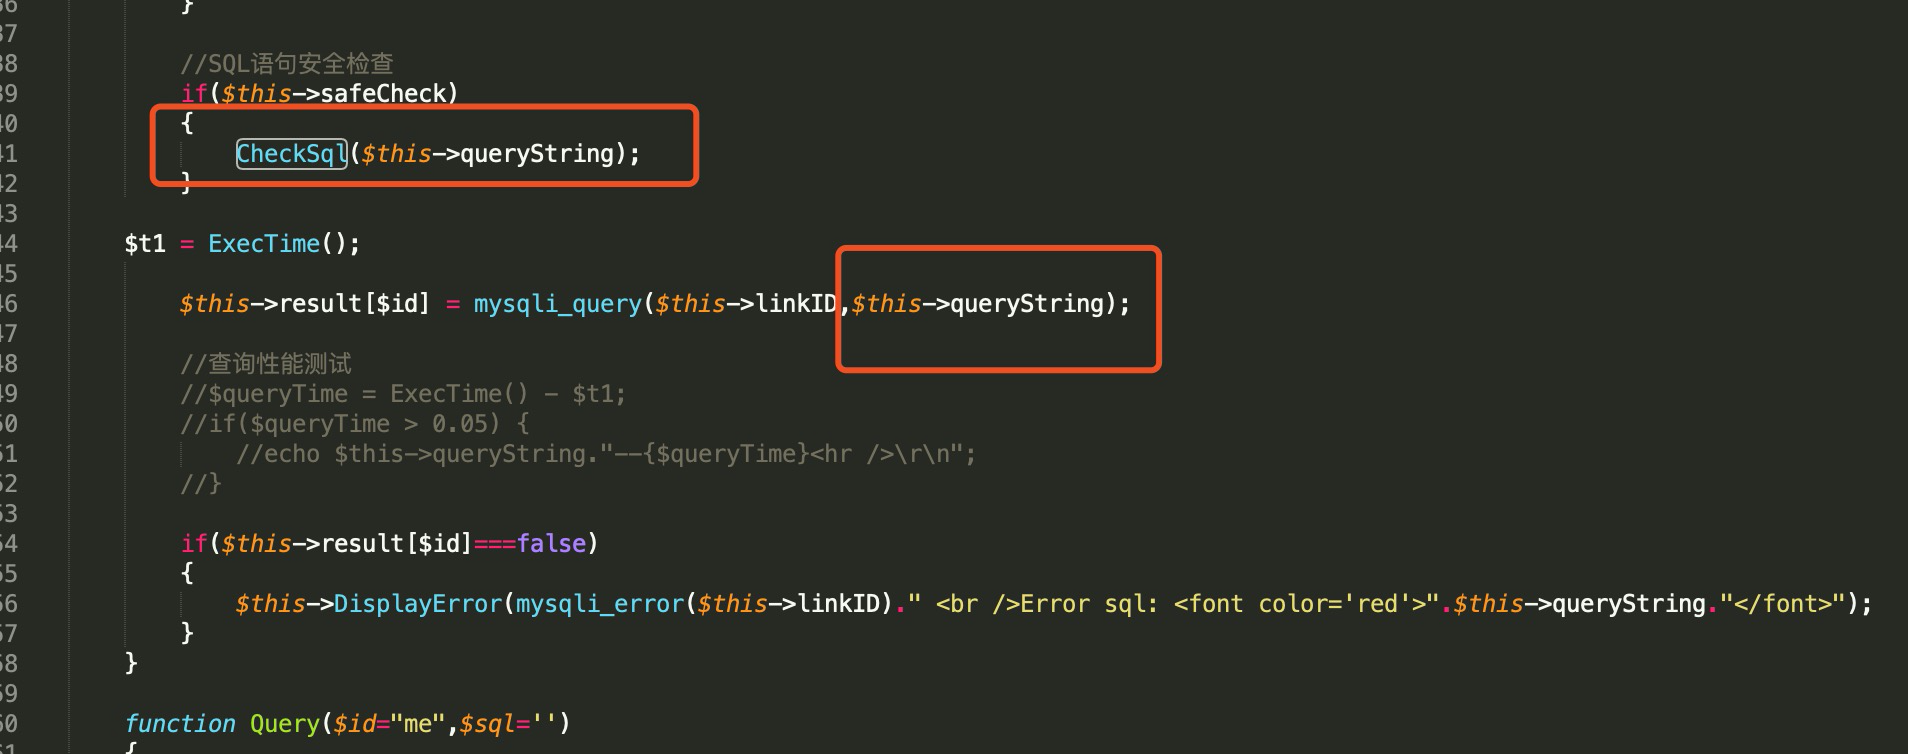 36 }
37
38 //SQL语句安全检查
39 if($this->safeCheck)
40 {
41 CheckSql($this->queryString);
42 }
43
44 $t1 = ExecTime();
45
46 $this->result[$id] = mysqli_query($this->linkID,$this->queryString);
47
48 //查询性能测试
49 //$queryTime = ExecTime() - $t1;
50 //if($queryTime > 0.05) {
51 //echo $this->queryString."--{$queryTime}<hr />\r\n";
52 //}
53
54 if($this->result[$id]===false)
55 {
56 $this->DisplayError(mysqli_error($this->linkID)." <br />Error sql: <font color='red'>".$this->queryString."</font>");
57 }
58 }
59
60 function Query($id="me",$sql='')
61 {